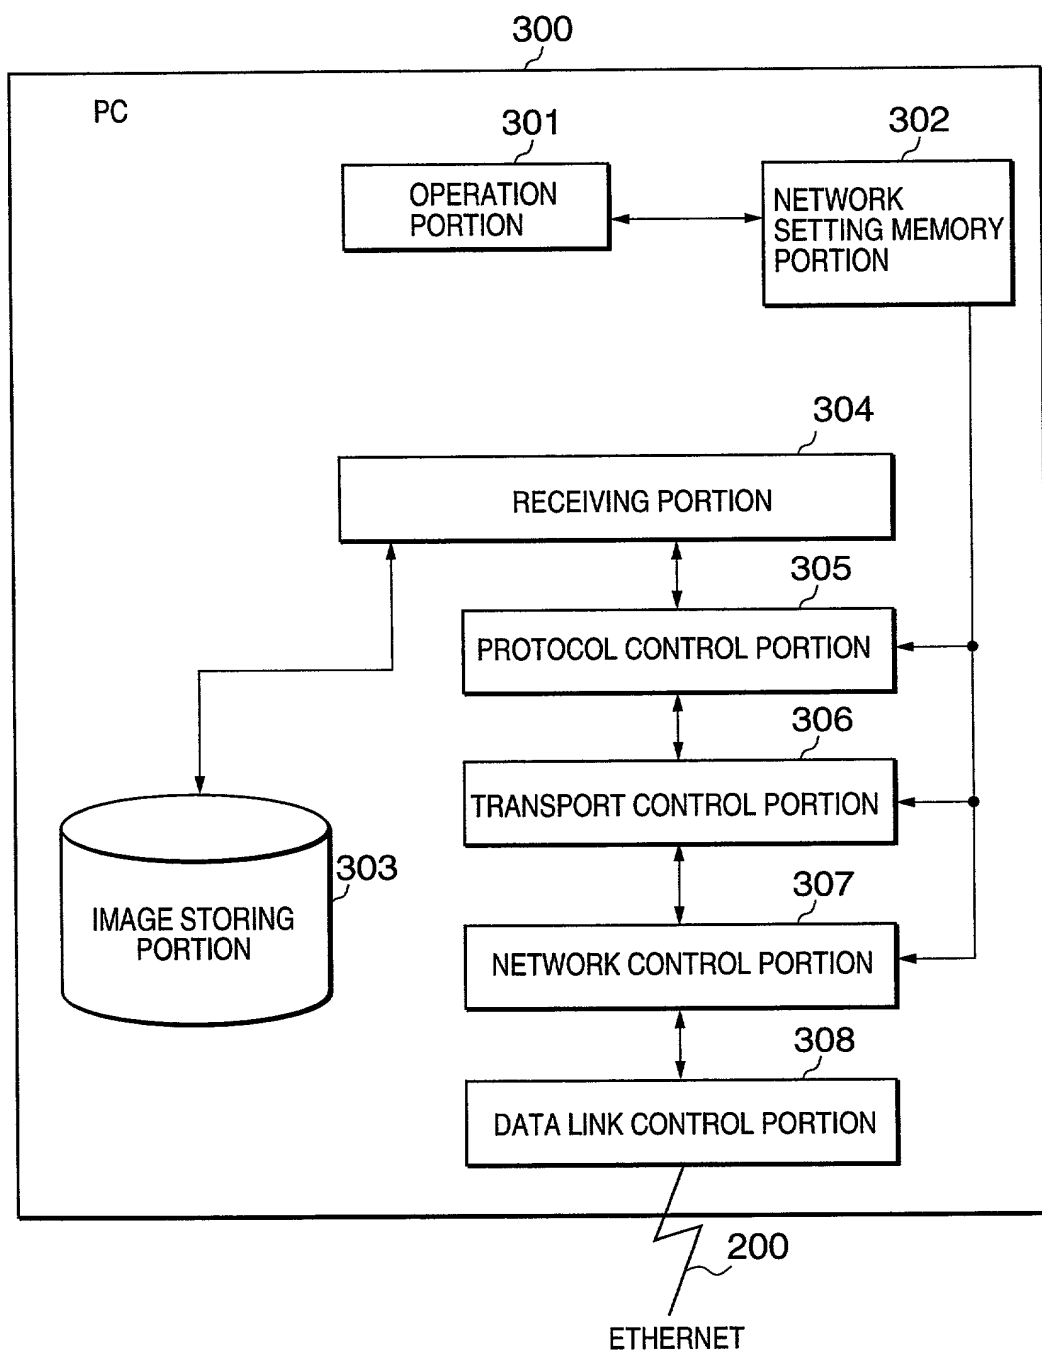 300
PC
301
302
OPERATION
PORTION
NETWORK
SETTING MEMORY
PORTION
304
RECEIVING PORTION
305
PROTOCOL CONTROL PORTION
306
TRANSPORT CONTROL PORTION
303
IMAGE STORING
PORTION
307
NETWORK CONTROL PORTION
308
DATA LINK CONTROL PORTION
200
ETHERNET